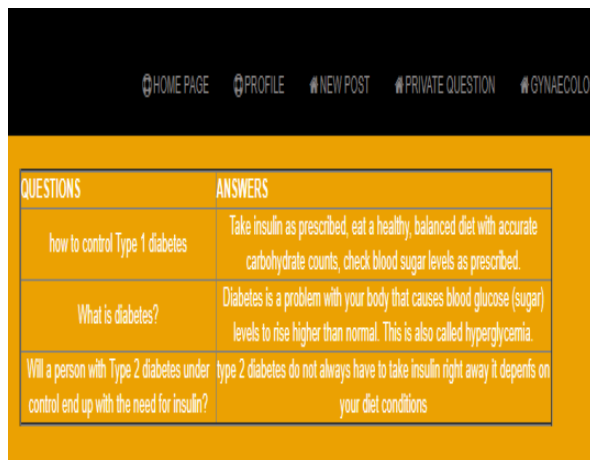 HOME PAGE PROFILE NEW POST PRIVATE QUESTION GYNAECOLO
QUESTIONS ANSWERS
how to control Type 1 diabetes
Take insulin as prescribed, eat a healthy, balanced diet with accurate
carbohydrate counts, check blood sugar levels as prescribed.
What is diabetes?
Diabetes is a problem with your body that causes blood glucose (sugar)
levels to rise higher than normal. This is also called hyperglycemia.
Will a person with Type 2 diabetes under
control end up with the need for insulin?
type 2 diabetes do not always have to take insulin right away it depenfs on
your diet conditions